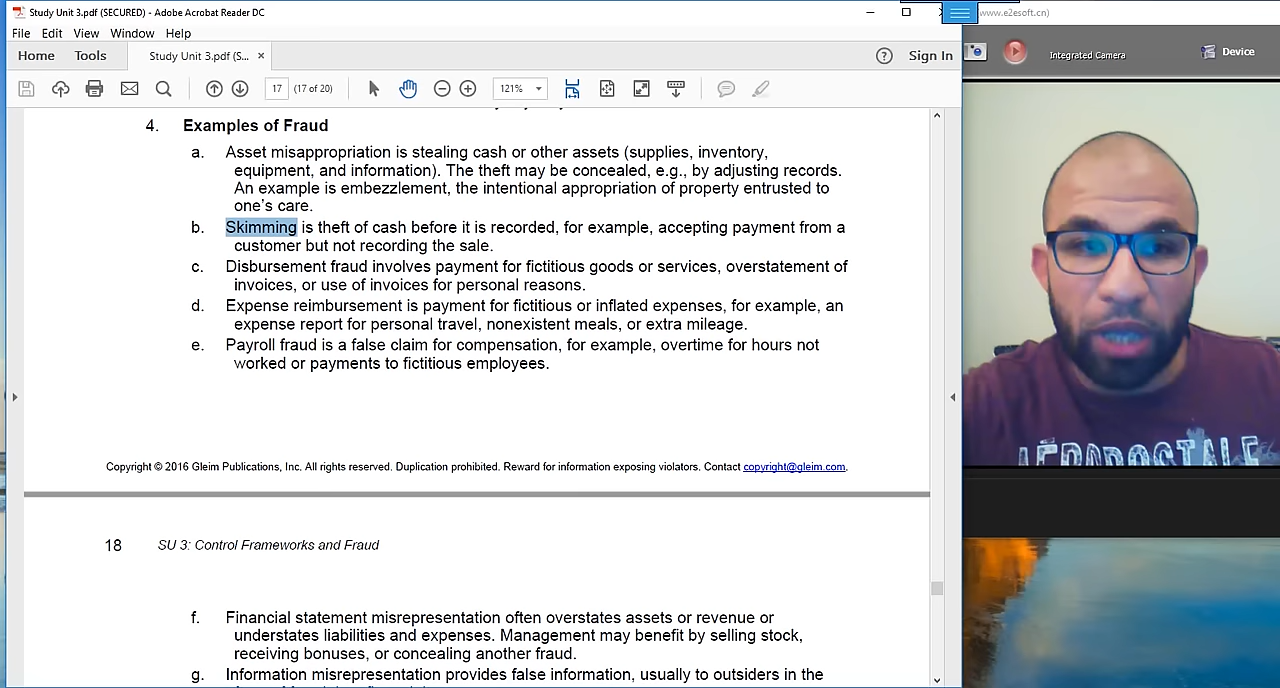 Study Unit 3.pdf (SECURED) - Adobe Acrobat Reader DC
www.e2esoft.cn)
File Edit View Window Help
Home Tools Study Unit 3.pdf (S... × Sign In
Integrated Camera Device
17 (17 of 20) 121%
4. Examples of Fraud
a. Asset misappropriation is stealing cash or other assets (supplies, inventory,
equipment, and information). The theft may be concealed, e.g., by adjusting records.
An example is embezzlement, the intentional appropriation of property entrusted to
one's care.
b. Skimming is theft of cash before it is recorded, for example, accepting payment from a
customer but not recording the sale.
c. Disbursement fraud involves payment for fictitious goods or services, overstatement of
invoices, or use of invoices for personal reasons.
d. Expense reimbursement is payment for fictitious or inflated expenses, for example, an
expense report for personal travel, nonexistent meals, or extra mileage.
e. Payroll fraud is a false claim for compensation, for example, overtime for hours not
worked or payments to fictitious employees.
AÉROPOSTALE
Copyright © 2016 Gleim Publications, Inc. All rights reserved. Duplication prohibited. Reward for information exposing violators. Contact copyright@gleim.com.
18 SU 3: Control Frameworks and Fraud
f. Financial statement misrepresentation often overstates assets or revenue or
understates liabilities and expenses. Management may benefit by selling stock,
receiving bonuses, or concealing another fraud.
g. Information misrepresentation provides false information, usually to outsiders in the